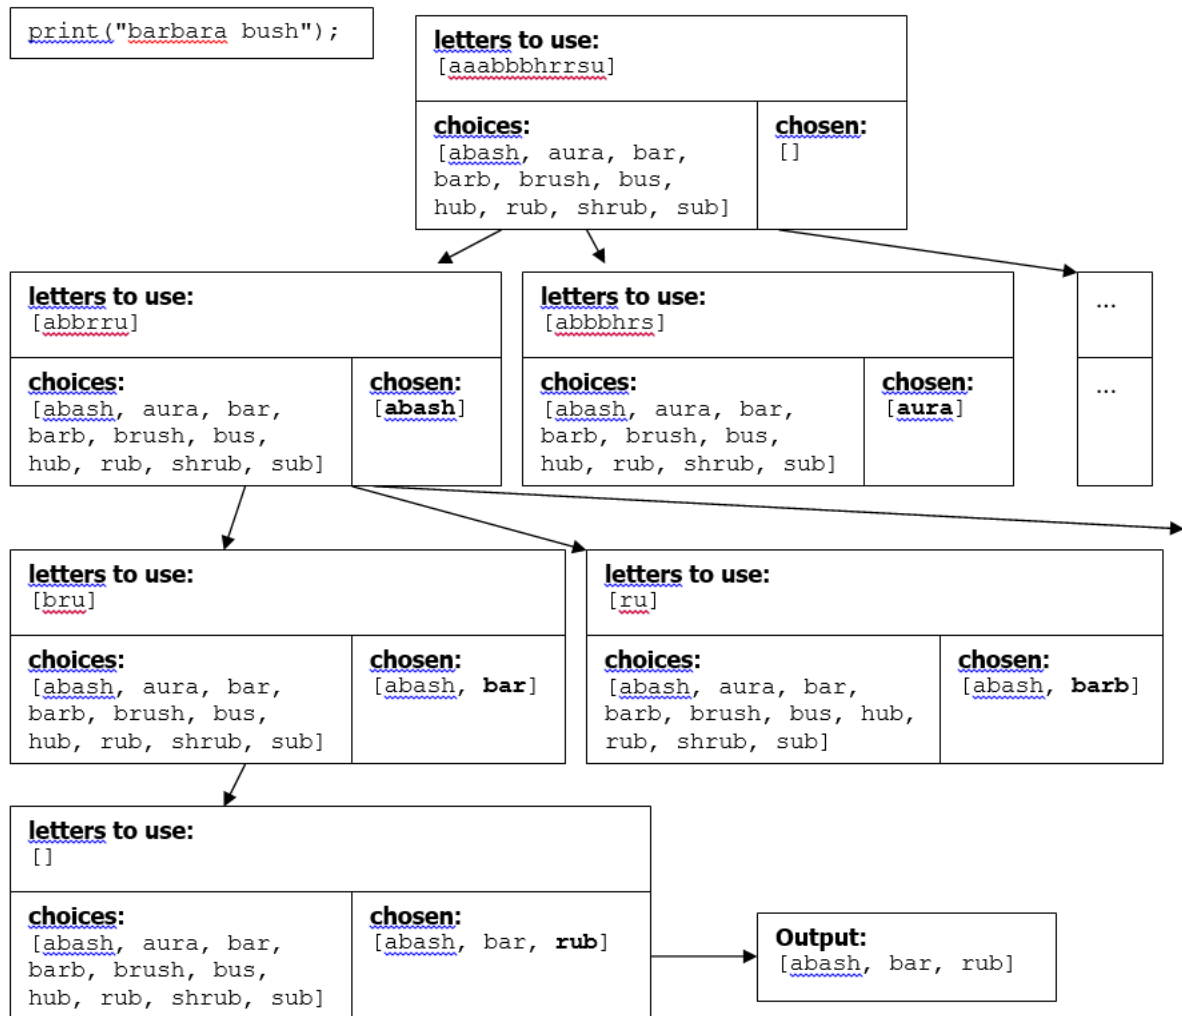 print("barbara bush");
letters to use:
[aaabbbhrrsu]
choices:
[abash, aura, bar,
barb, brush, bus,
hub, rub, shrub, sub]
chosen:
[]
letters to use:
[abbrru]
choices:
[abash, aura, bar,
barb, brush, bus,
hub, rub, shrub, sub]
chosen:
[abash]
letters to use:
[abbbhrs]
choices:
[abash, aura, bar,
barb, brush, bus,
hub, rub, shrub, sub]
chosen:
[aura]
...
...
letters to use:
[bru]
choices:
[abash, aura, bar,
barb, brush, bus,
hub, rub, shrub, sub]
chosen:
[abash, bar]
letters to use:
[ru]
choices:
[abash, aura, bar,
barb, brush, bus, hub,
rub, shrub, sub]
chosen:
[abash, barb]
letters to use:
[]
choices:
[abash, aura, bar,
barb, brush, bus,
hub, rub, shrub, sub]
chosen:
[abash, bar, rub]
Output:
[abash, bar, rub]